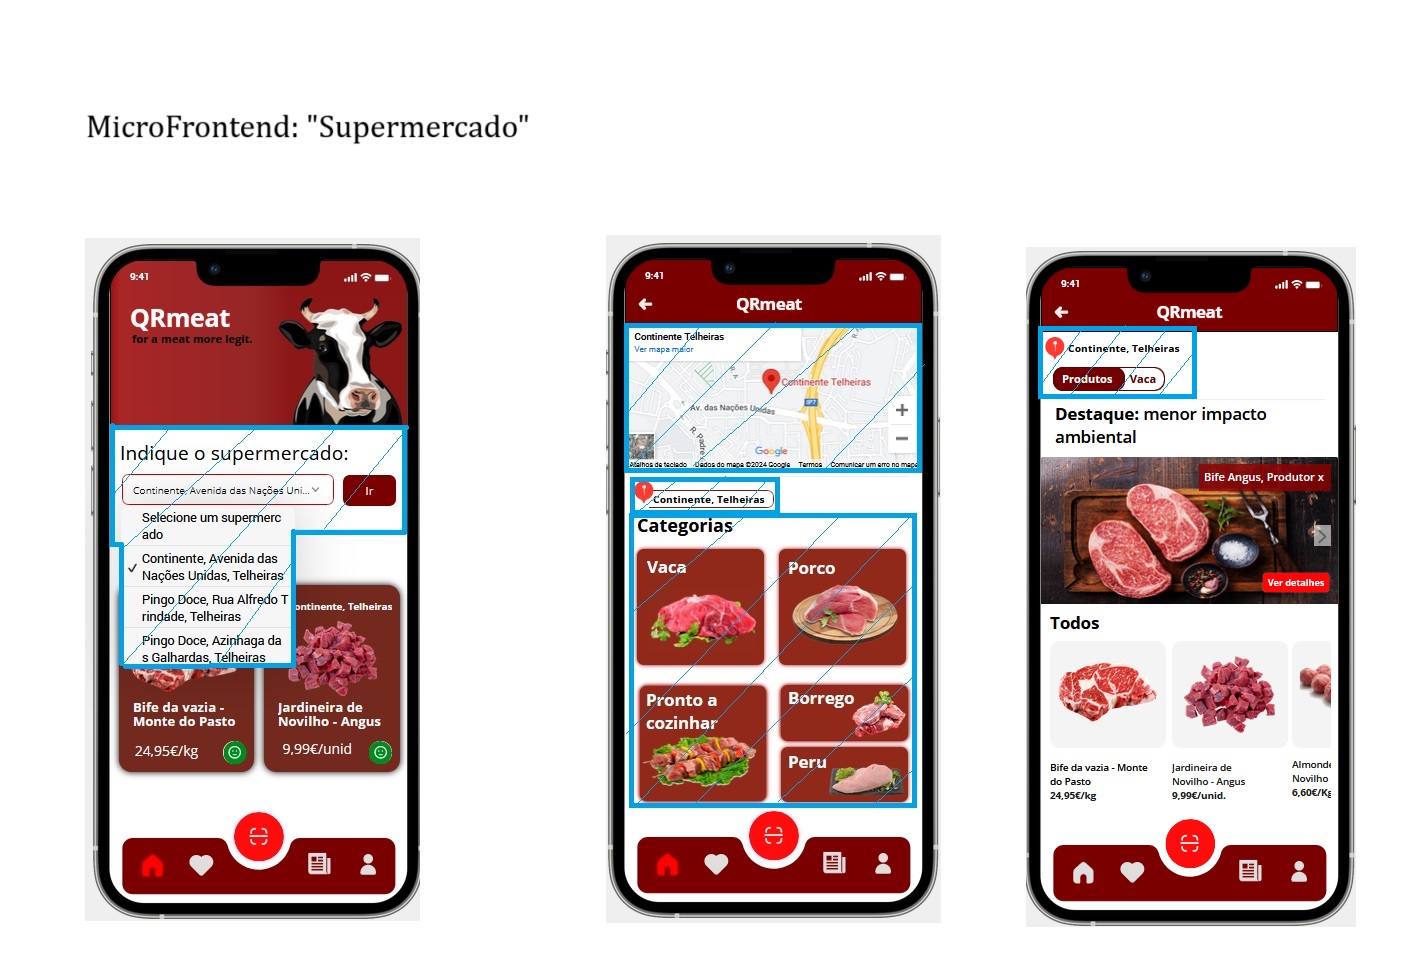 MicroFrontend: "Supermercado"
9:41
QRmeat
for a meat more legit.
Indique o supermercado:
Continente, Avenida das Nações Uni...
Ir
Selecione um supermerc
ado
Continente, Avenida das
Nações Unidas, Telheiras
Pingo Doce, Rua Alfredo T
rindade, Telheiras
Pingo Doce, Azinhaga da
s Galhardas, Telheiras
ontinente, Telheiras
Bife da vazia -
Monte do Pasto
24,95€/kg
Jardineira de
Novilho - Angus
9,99€/unid
9:41
QRmeat
Continente Telheiras
Ver mapa maior
Continente Telheiras
Av. das Nações Unidas
R. A
R. A
R. Padre
IP7
Google
Atalhos de teclado
Dados do mapa ©2024 Google
Termos
Comunicar um erro no mapa
Continente, Telheiras
Categorias
Vaca
Porco
Pronto a
cozinhar
Borrego
Peru
9:41
QRmeat
Continente, Telheiras
Produtos
Vaca
Destaque: menor impacto
ambiental
Bife Angus, Produtor x
Ver detalhes
Todos
Bife da vazia - Monte
do Pasto
24,95€/kg
Jardineira de
Novilho - Angus
9,99€/unid.
Almonde
Novilho
6,60€/Kg